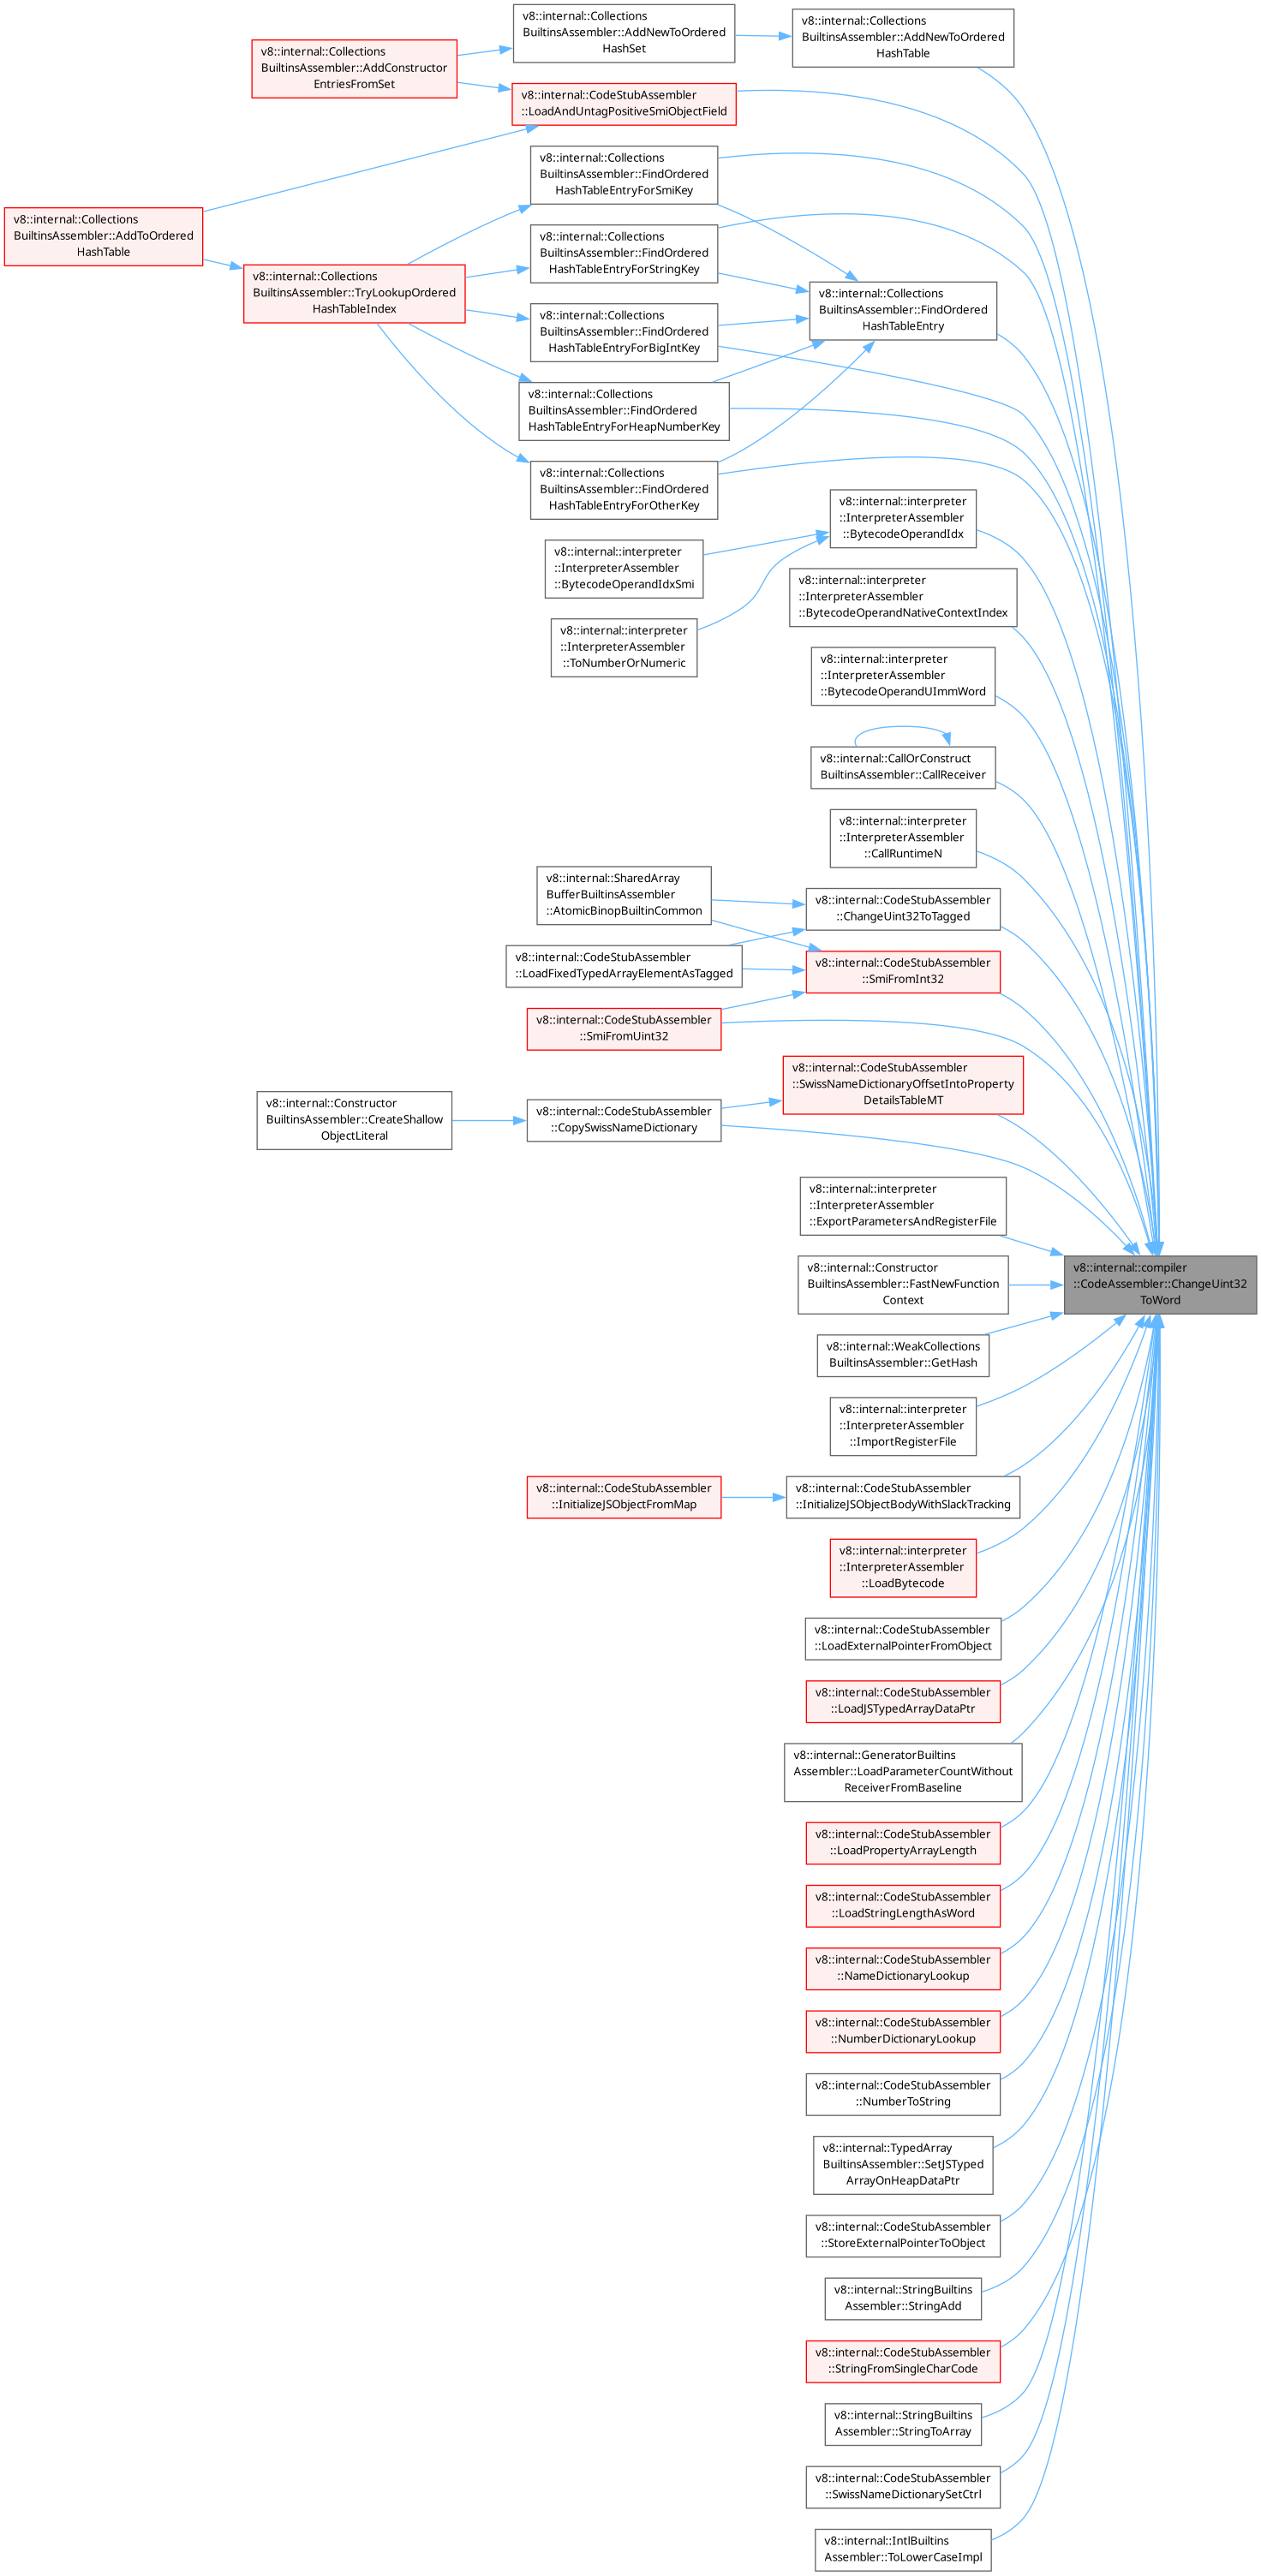 v8::internal::Collections
BuiltinsAssembler::AddNewToOrdered
HashSet
v8::internal::Collections
BuiltinsAssembler::AddNewToOrdered
HashTable
v8::internal::Collections
BuiltinsAssembler::AddConstructor
EntriesFromSet
v8::internal::CodeStubAssembler
::LoadAndUntagPositiveSmiObjectField
v8::internal::Collections
BuiltinsAssembler::FindOrdered
HashTableEntryForSmiKey
v8::internal::Collections
BuiltinsAssembler::AddToOrdered
HashTable
v8::internal::Collections
BuiltinsAssembler::FindOrdered
HashTableEntryForStringKey
v8::internal::Collections
BuiltinsAssembler::TryLookupOrdered
HashTableIndex
v8::internal::Collections
BuiltinsAssembler::FindOrdered
HashTableEntry
v8::internal::Collections
BuiltinsAssembler::FindOrdered
HashTableEntryForBigIntKey
v8::internal::Collections
BuiltinsAssembler::FindOrdered
HashTableEntryForHeapNumberKey
v8::internal::Collections
BuiltinsAssembler::FindOrdered
HashTableEntryForOtherKey
v8::internal::interpreter
::InterpreterAssembler
::BytecodeOperandIdx
v8::internal::interpreter
::InterpreterAssembler
::BytecodeOperandIdxSmi
v8::internal::interpreter
::InterpreterAssembler
::BytecodeOperandNativeContextIndex
v8::internal::interpreter
::InterpreterAssembler
::ToNumberOrNumeric
v8::internal::interpreter
::InterpreterAssembler
::BytecodeOperandUImmWord
v8::internal::CallOrConstruct
BuiltinsAssembler::CallReceiver
v8::internal::interpreter
::InterpreterAssembler
::CallRuntimeN
v8::internal::SharedArray
BufferBuiltinsAssembler
::AtomicBinopBuiltinCommon
v8::internal::CodeStubAssembler
::ChangeUint32ToTagged
v8::internal::CodeStubAssembler
::LoadFixedTypedArrayElementAsTagged
v8::internal::CodeStubAssembler
::SmiFromInt32
v8::internal::CodeStubAssembler
::SmiFromUint32
v8::internal::CodeStubAssembler
::SwissNameDictionaryOffsetIntoProperty
DetailsTableMT
v8::internal::Constructor
BuiltinsAssembler::CreateShallow
ObjectLiteral
v8::internal::CodeStubAssembler
::CopySwissNameDictionary
v8::internal::interpreter
::InterpreterAssembler
::ExportParametersAndRegisterFile
v8::internal::Constructor
BuiltinsAssembler::FastNewFunction
Context
v8::internal::compiler
::CodeAssembler::ChangeUint32
ToWord
v8::internal::WeakCollections
BuiltinsAssembler::GetHash
v8::internal::interpreter
::InterpreterAssembler
::ImportRegisterFile
v8::internal::CodeStubAssembler
::InitializeJSObjectFromMap
v8::internal::CodeStubAssembler
::InitializeJSObjectBodyWithSlackTracking
v8::internal::interpreter
::InterpreterAssembler
::LoadBytecode
v8::internal::CodeStubAssembler
::LoadExternalPointerFromObject
v8::internal::CodeStubAssembler
::LoadJSTypedArrayDataPtr
v8::internal::GeneratorBuiltins
Assembler::LoadParameterCountWithout
ReceiverFromBaseline
v8::internal::CodeStubAssembler
::LoadPropertyArrayLength
v8::internal::CodeStubAssembler
::LoadStringLengthAsWord
v8::internal::CodeStubAssembler
::NameDictionaryLookup
v8::internal::CodeStubAssembler
::NumberDictionaryLookup
v8::internal::CodeStubAssembler
::NumberToString
v8::internal::TypedArray
BuiltinsAssembler::SetJSTyped
ArrayOnHeapDataPtr
v8::internal::CodeStubAssembler
::StoreExternalPointerToObject
v8::internal::StringBuiltins
Assembler::StringAdd
v8::internal::CodeStubAssembler
::StringFromSingleCharCode
v8::internal::StringBuiltins
Assembler::StringToArray
v8::internal::CodeStubAssembler
::SwissNameDictionarySetCtrl
v8::internal::IntlBuiltins
Assembler::ToLowerCaseImpl